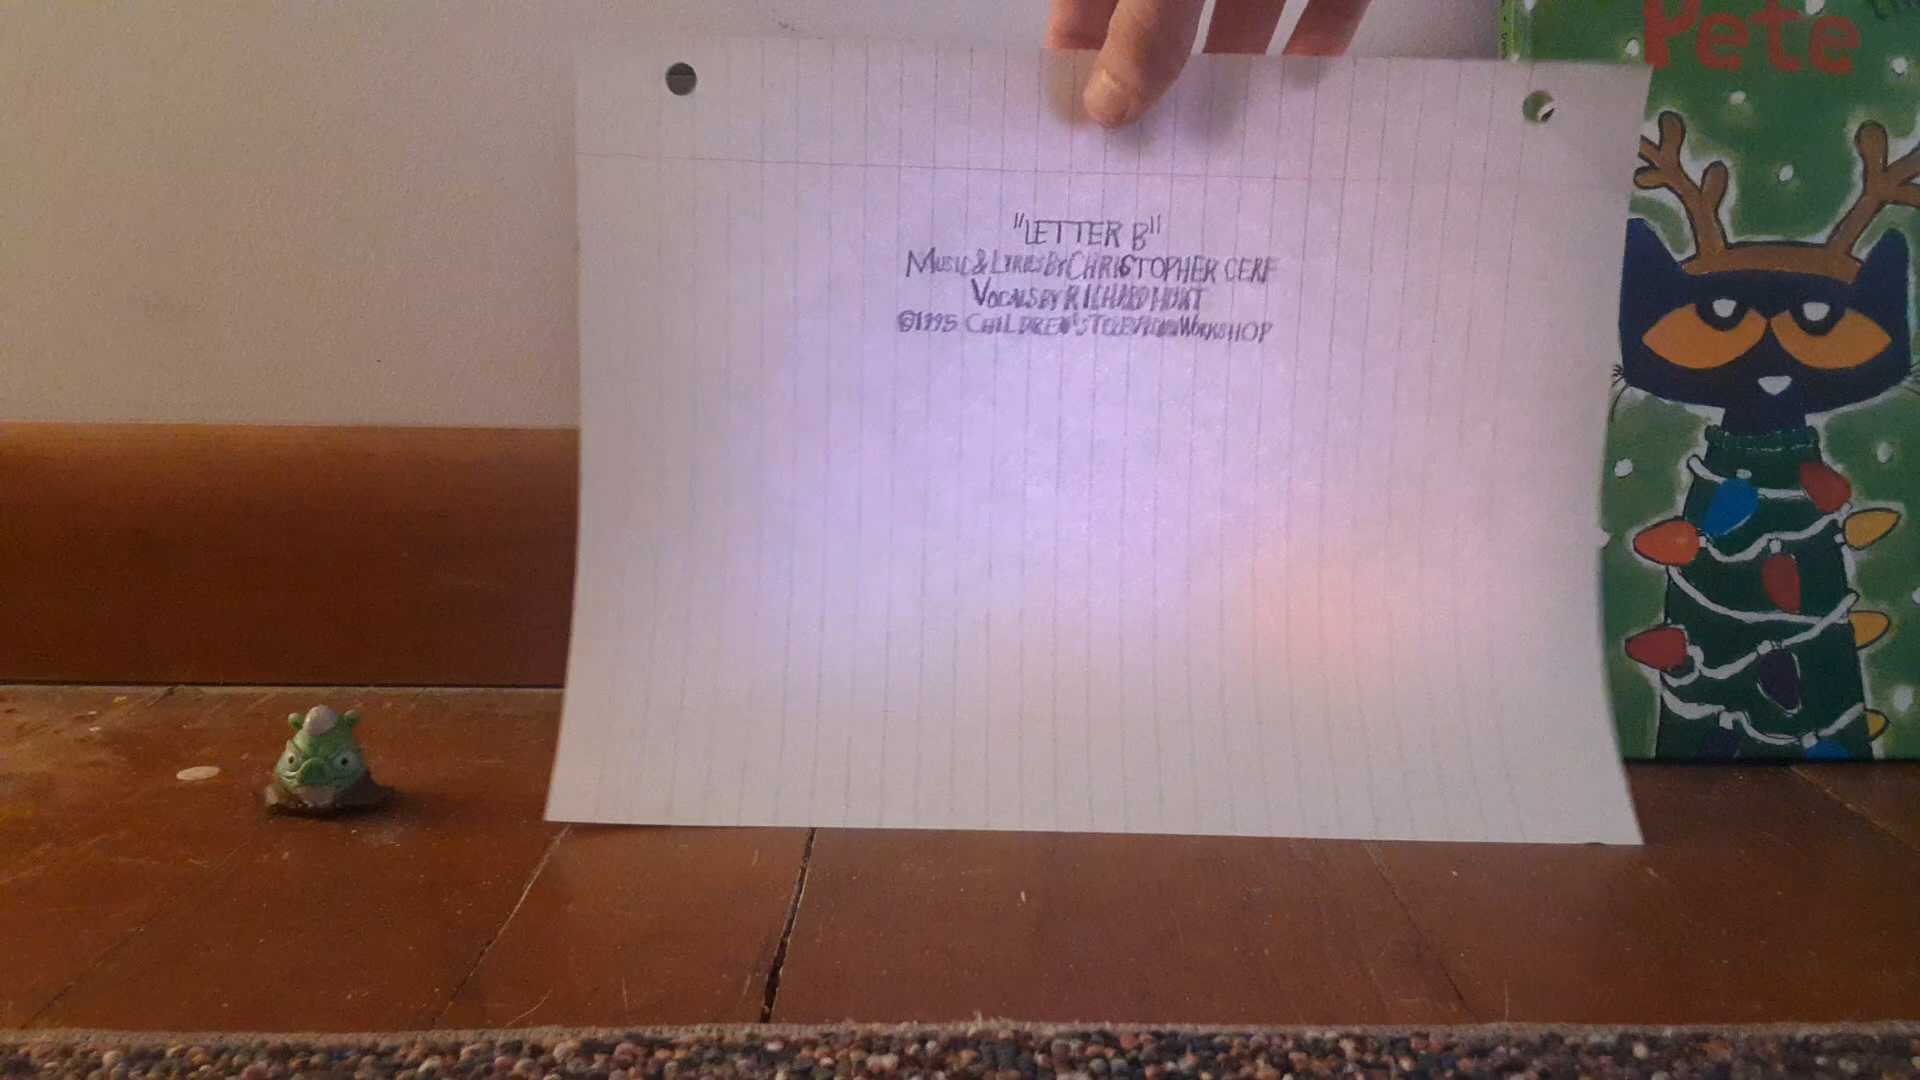 Pete
"LETTER B"
MUSIC & LYRICS BY CHRISTOPHER CERF
VOCALS BY RICHARD HUNT
©1995 CHILDREN'S TELEVISION WORKSHOP